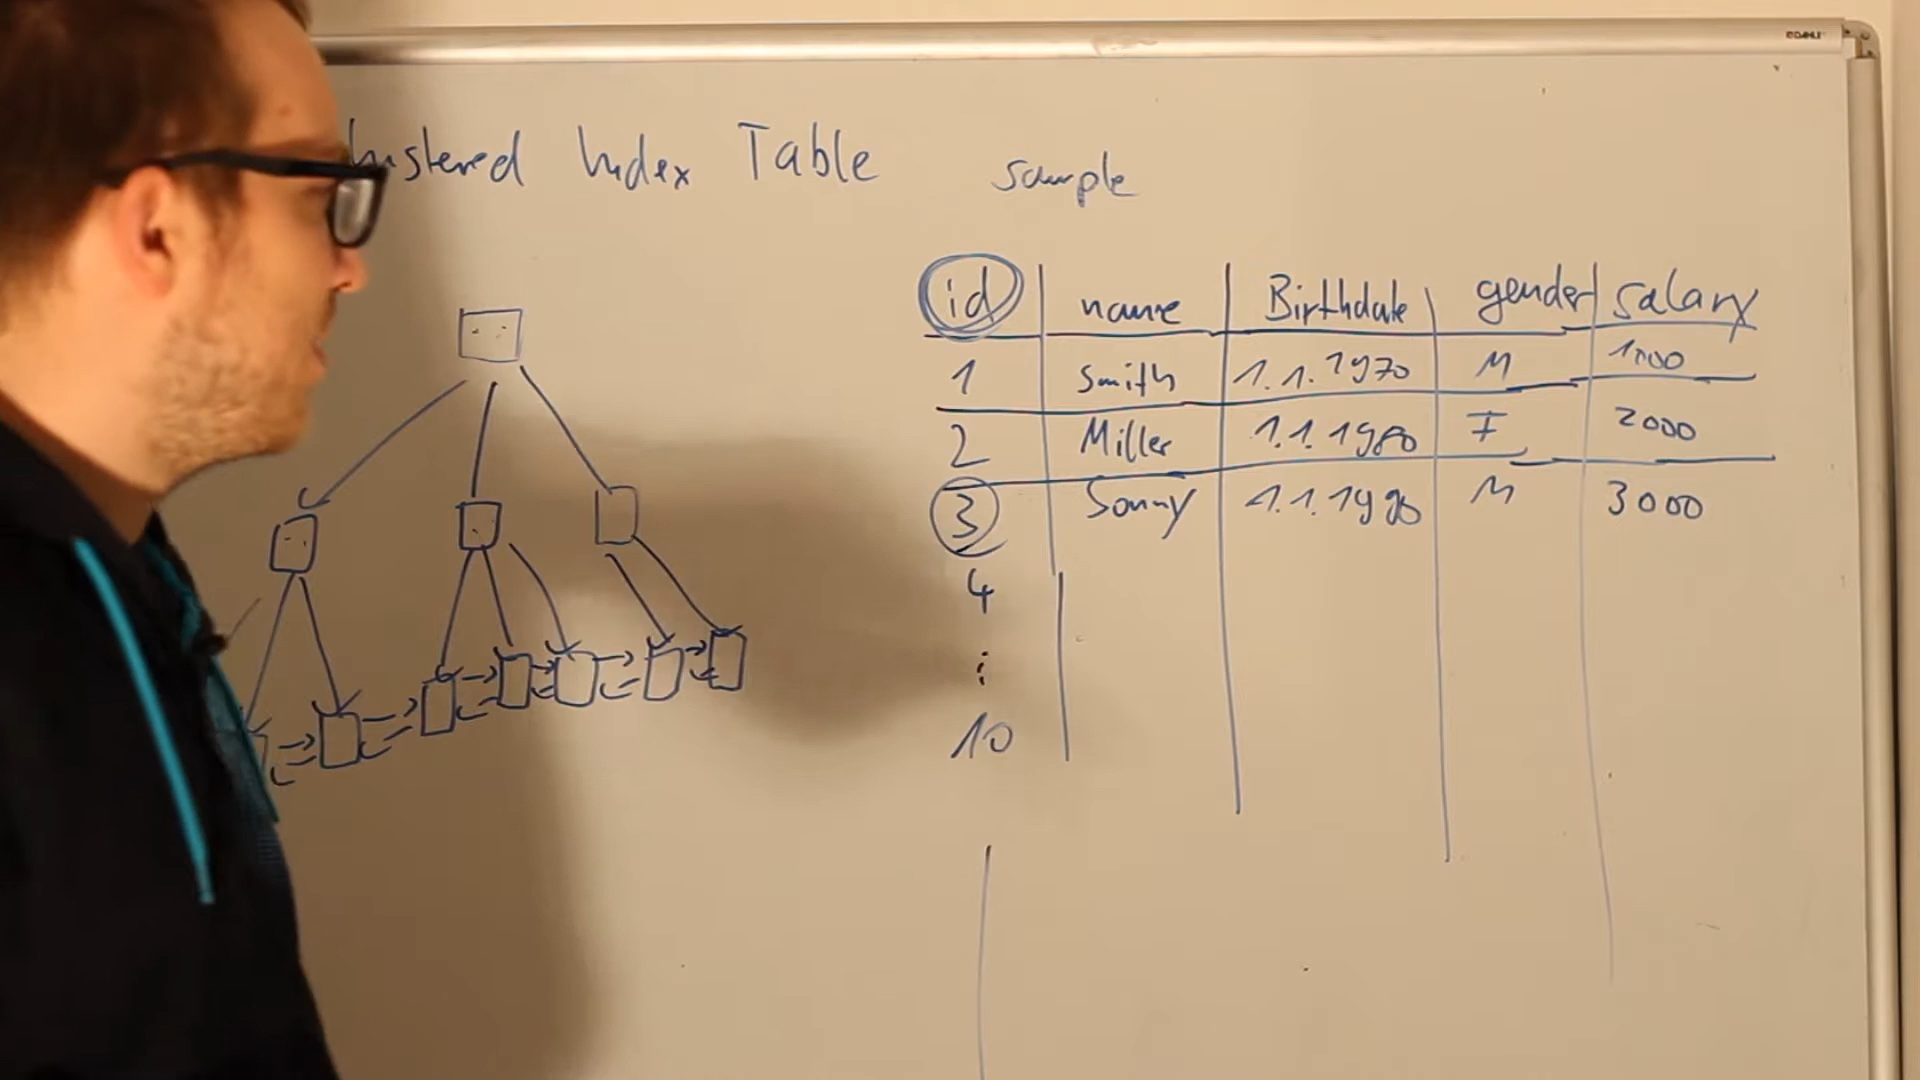 lustered Index Table sample
id name Birthdate gender salary
1 Smith 1.1.1970 M 1000
2 Miller 1.1.1980 F 2000
3 Sonny 1.1.1990 M 3000
4
:
10
DAHLE